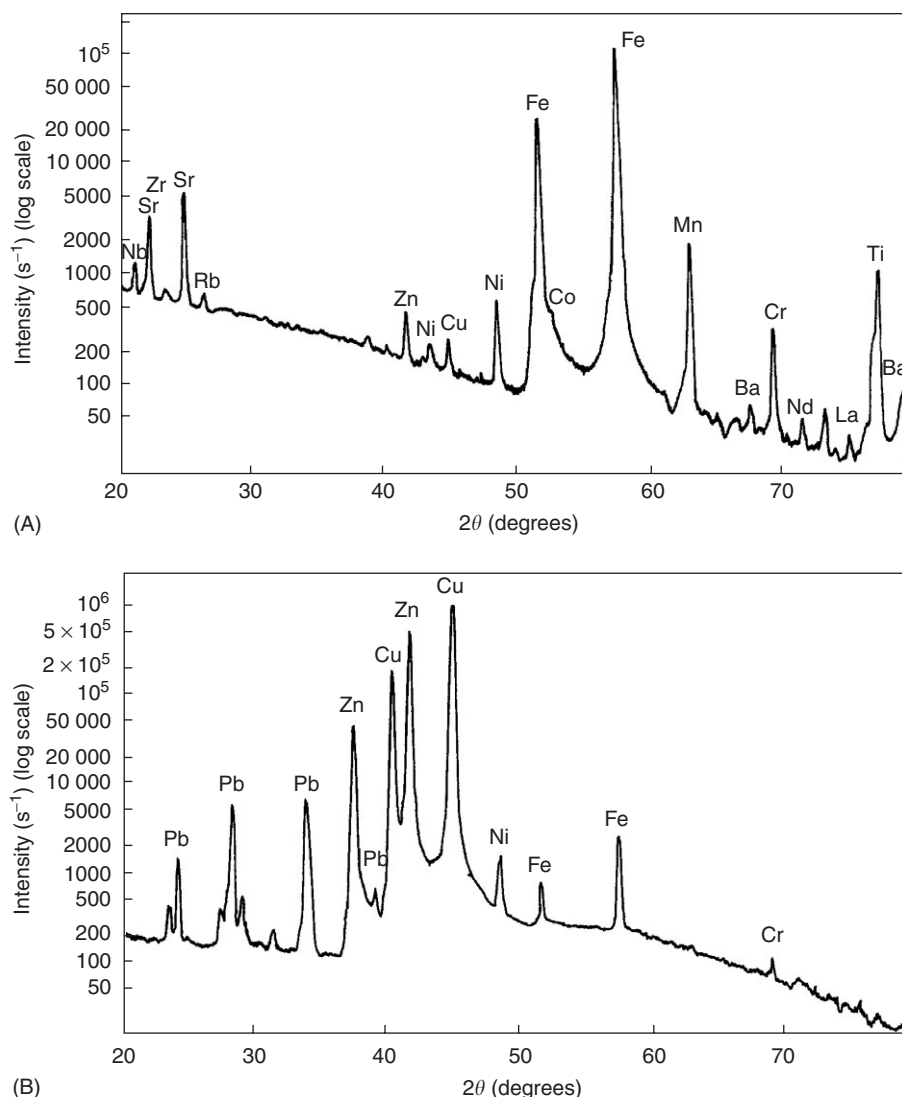 Fe
10⁵
50 000
Fe
20 000
10 000
Zr
Sr
Sr
5000
2000
Mn
Ti
Nb
1000
Rb
Zn
Ni
Cu
Ni
Co
Cr
500
200
Ba
Nd
La
Ba
100
50
Intensity (s⁻¹) (log scale)
20 30 40 50 60 70
(A)
2θ (degrees)
Cu
10⁶
Zn
5 × 10⁵
Cu
2 × 10⁵
10⁵
Zn
50 000
20 000
Pb
Pb
10 000
5000
Pb
Pb
Ni
Fe
Fe
2000
1000
500
200
Cr
100
50
Intensity (s⁻¹) (log scale)
20 30 40 50 60 70
(B)
2θ (degrees)